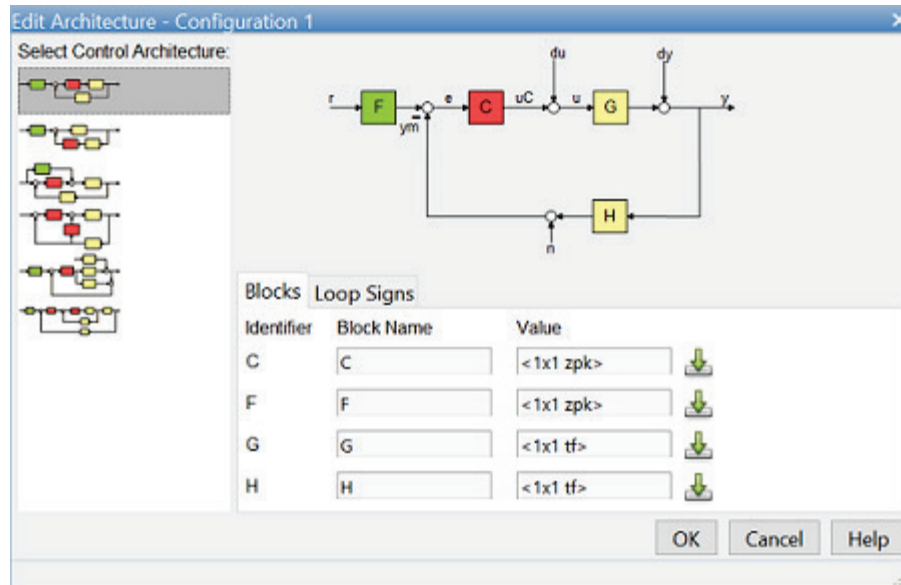 Edit Architecture - Configuration 1
Select Control Architecture:
du
dy
r
F
e
C
uC
u
G
y
ym
-
H
n
Blocks
Loop Signs
Identifier Block Name Value
C C <1x1 zpk>
F F <1x1 zpk>
G G <1x1 tf>
H H <1x1 tf>
OK Cancel Help